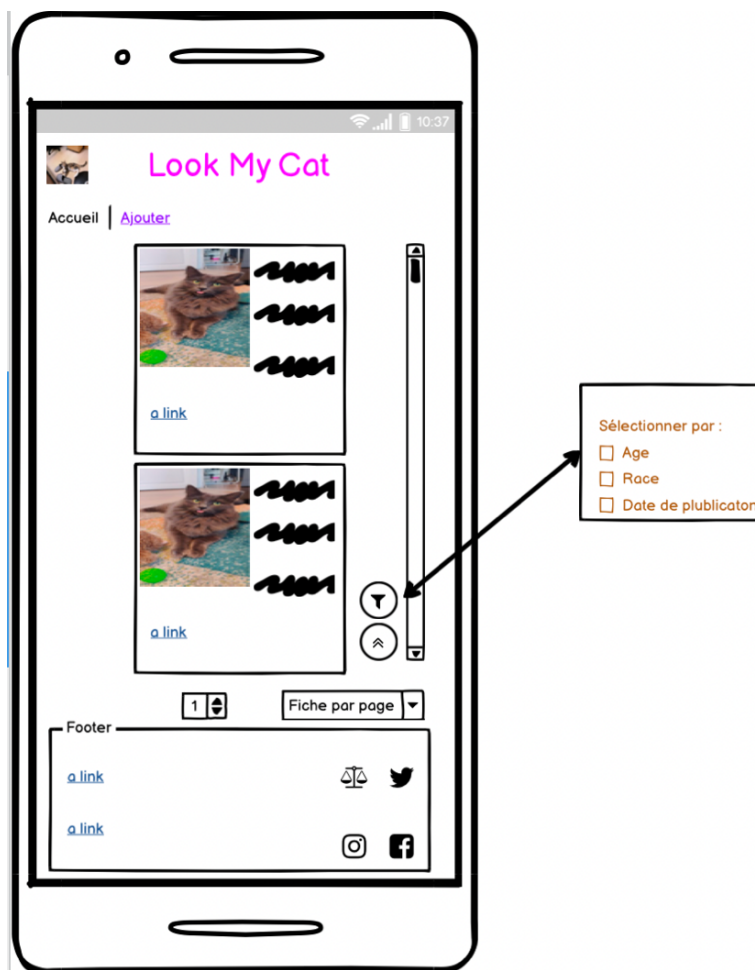 10:37
Look My Cat
Accueil | Ajouter
a link
Sélectionner par :
Age
Race
Date de plublicaton
a link
1
Fiche par page
Footer
a link
a link